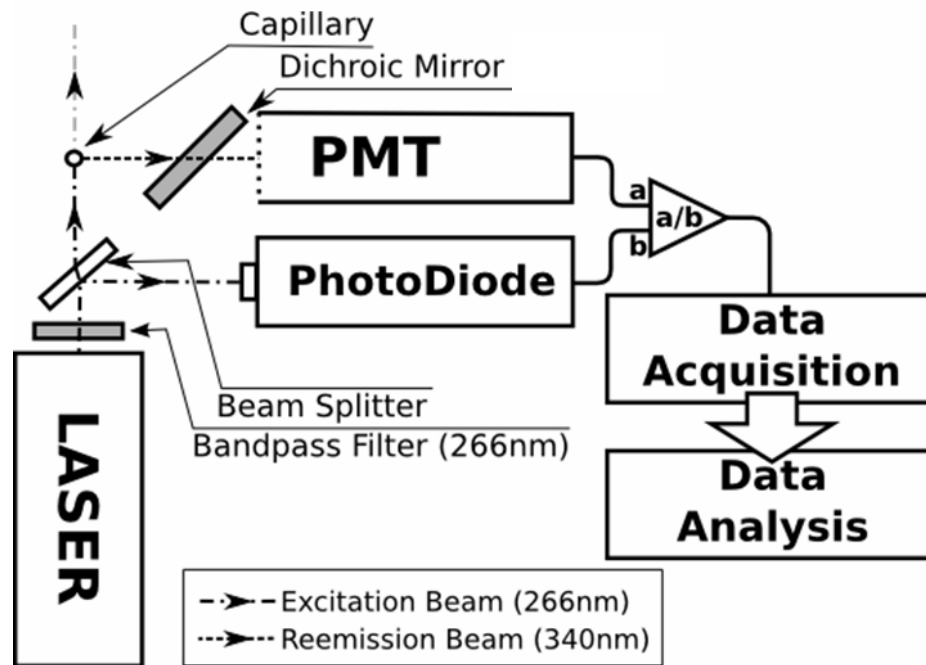 Capillary
Dichroic Mirror
PMT
a
a/b
b
PhotoDiode
Data
Acquisition
Beam Splitter
Bandpass Filter (266nm)
LASER
Data
Analysis
Excitation Beam (266nm)
Reemission Beam (340nm)